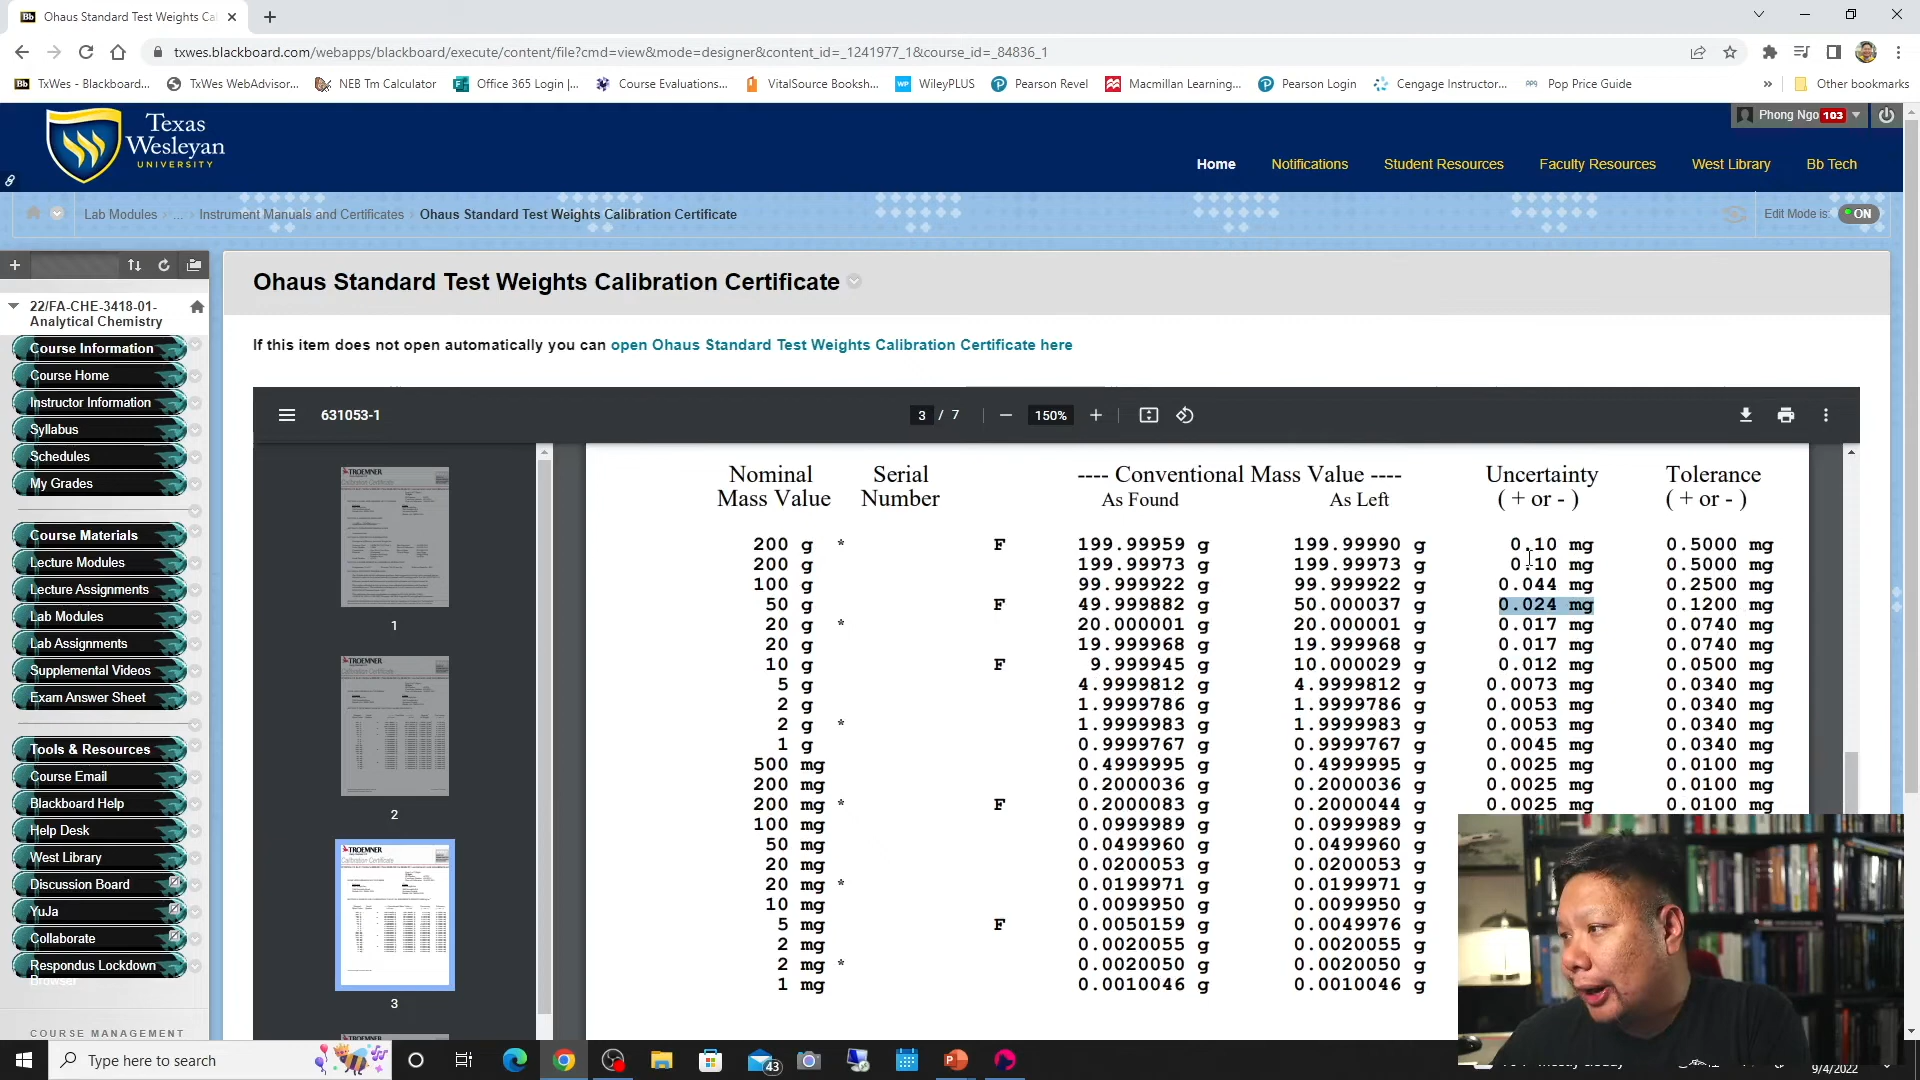 Ohaus Standard Test Weights Cal
txwes.blackboard.com/webapps/blackboard/execute/content/file?cmd=view&mode=designer&content_id=_1241977_1&course_id=_84836_1
TxWes - Blackboard... TxWes WebAdvisor... NEB Tm Calculator Office 365 Login |... Course Evaluations... VitalSource Booksh... WileyPLUS Pearson Revel Macmillan Learning... Pearson Login Cengage Instructor... Pop Price Guide » Other bookmarks
Texas
Wesleyan
UNIVERSITY
Phong Ngo 103
Home Notifications Student Resources Faculty Resources West Library Bb Tech
Lab Modules ... Instrument Manuals and Certificates Ohaus Standard Test Weights Calibration Certificate
Edit Mode is: ON
22/FA-CHE-3418-01-
Analytical Chemistry
Course Information
Course Home
Instructor Information
Syllabus
Schedules
My Grades
Course Materials
Lecture Modules
Lecture Assignments
Lab Modules
Lab Assignments
Supplemental Videos
Exam Answer Sheet
Tools & Resources
Course Email
Blackboard Help
Help Desk
West Library
Discussion Board
YuJa
Collaborate
Respondus Lockdown
Browser
COURSE MANAGEMENT
Ohaus Standard Test Weights Calibration Certificate
If this item does not open automatically you can open Ohaus Standard Test Weights Calibration Certificate here
631053-1
3 / 7
150%
TROEMNER
Calibration Certificate
1
TROEMNER
2
TROEMNER
Calibration Certificate
3
TROEMNER
Nominal Serial ---- Conventional Mass Value ---- Uncertainty Tolerance
Mass Value Number As Found As Left ( + or - ) ( + or - )
200 g * F 199.99959 g 199.99990 g 0.10 mg 0.5000 mg
200 g 199.99973 g 199.99973 g 0.10 mg 0.5000 mg
100 g 99.999922 g 99.999922 g 0.044 mg 0.2500 mg
50 g F 49.999882 g 50.000037 g 0.024 mg 0.1200 mg
20 g * 20.000001 g 20.000001 g 0.017 mg 0.0740 mg
20 g 19.999968 g 19.999968 g 0.017 mg 0.0740 mg
10 g F 9.999945 g 10.000029 g 0.012 mg 0.0500 mg
5 g 4.9999812 g 4.9999812 g 0.0073 mg 0.0340 mg
2 g 1.9999786 g 1.9999786 g 0.0053 mg 0.0340 mg
2 g * 1.9999983 g 1.9999983 g 0.0053 mg 0.0340 mg
1 g 0.9999767 g 0.9999767 g 0.0045 mg 0.0340 mg
500 mg 0.4999995 g 0.4999995 g 0.0025 mg 0.0100 mg
200 mg 0.2000036 g 0.2000036 g 0.0025 mg 0.0100 mg
200 mg * F 0.2000083 g 0.2000044 g 0.0025 mg 0.0100 mg
100 mg 0.0999989 g 0.0999989 g
50 mg 0.0499960 g 0.0499960 g
20 mg 0.0200053 g 0.0200053 g
20 mg * 0.0199971 g 0.0199971 g
10 mg 0.0099950 g 0.0099950 g
5 mg F 0.0050159 g 0.0049976 g
2 mg 0.0020055 g 0.0020055 g
2 mg * 0.0020050 g 0.0020050 g
1 mg 0.0010046 g 0.0010046 g
Type here to search
43
9/4/2022